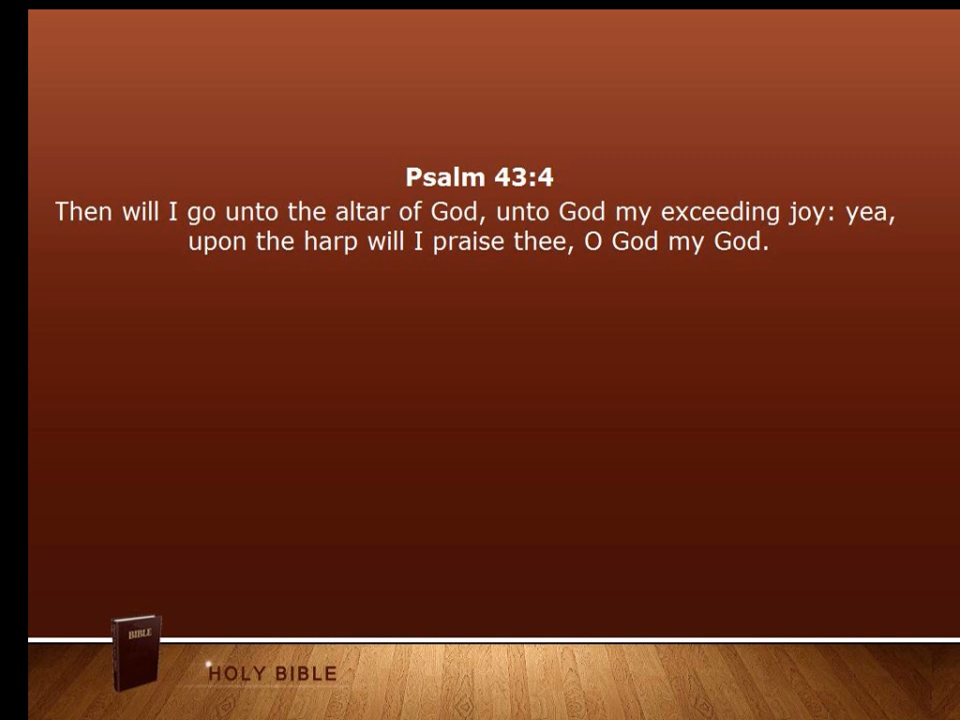 Psalm 43:4
Then will I go unto the altar of God, unto God my exceeding joy: yea,
upon the harp will I praise thee, O God my God.
BIBLE
HOLY BIBLE